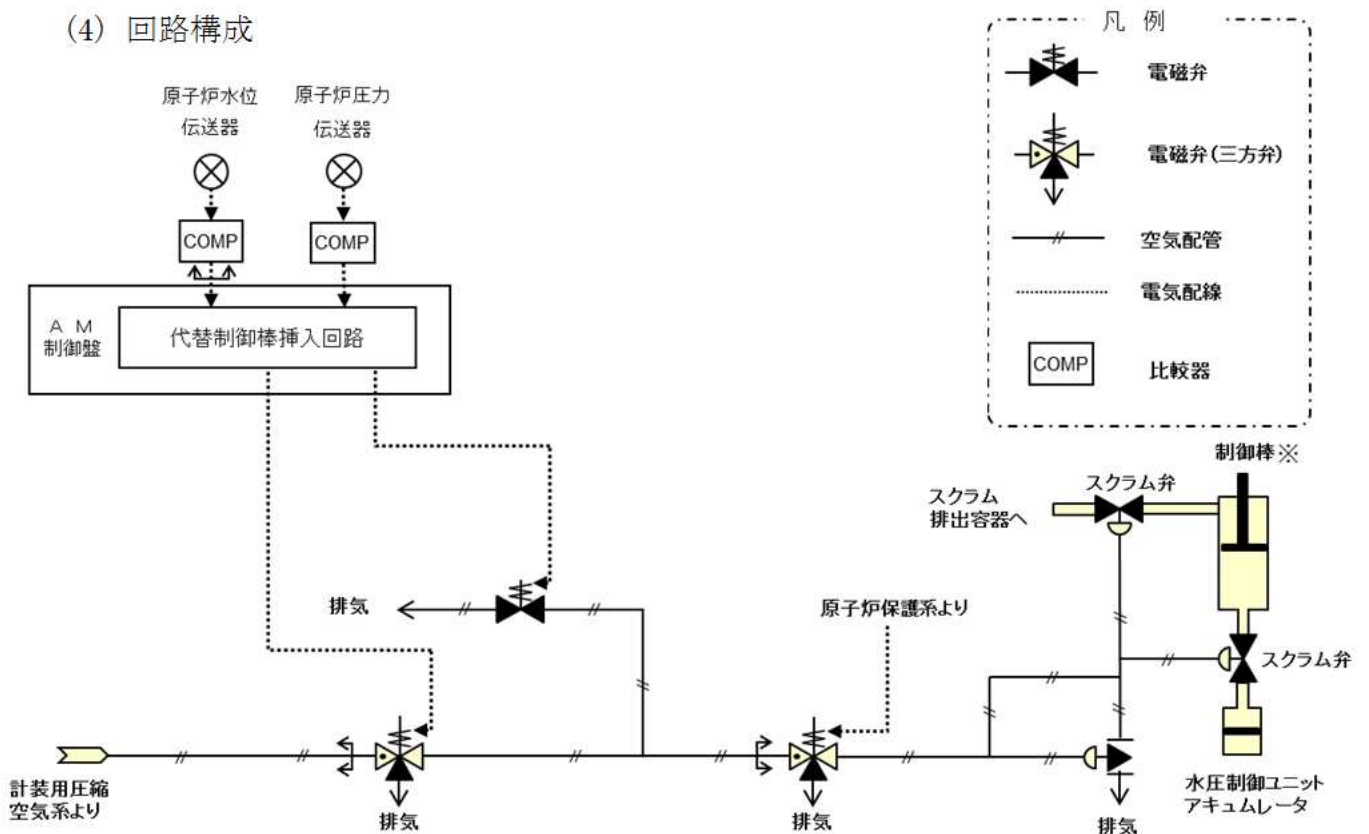 (4) 回路構成
原子炉水位
伝送器
原子炉圧力
伝送器
COMP
COMP
ＡＭ
制御盤
代替制御棒挿入回路
凡 例
電磁弁
電磁弁(三方弁)
空気配管
電気配線
COMP
比較器
制御棒※
スクラム弁
スクラム
排出容器へ
排気
原子炉保護系より
スクラム弁
計装用圧縮
空気系より
排気
排気
排気
水圧制御ユニット
アキュムレータ